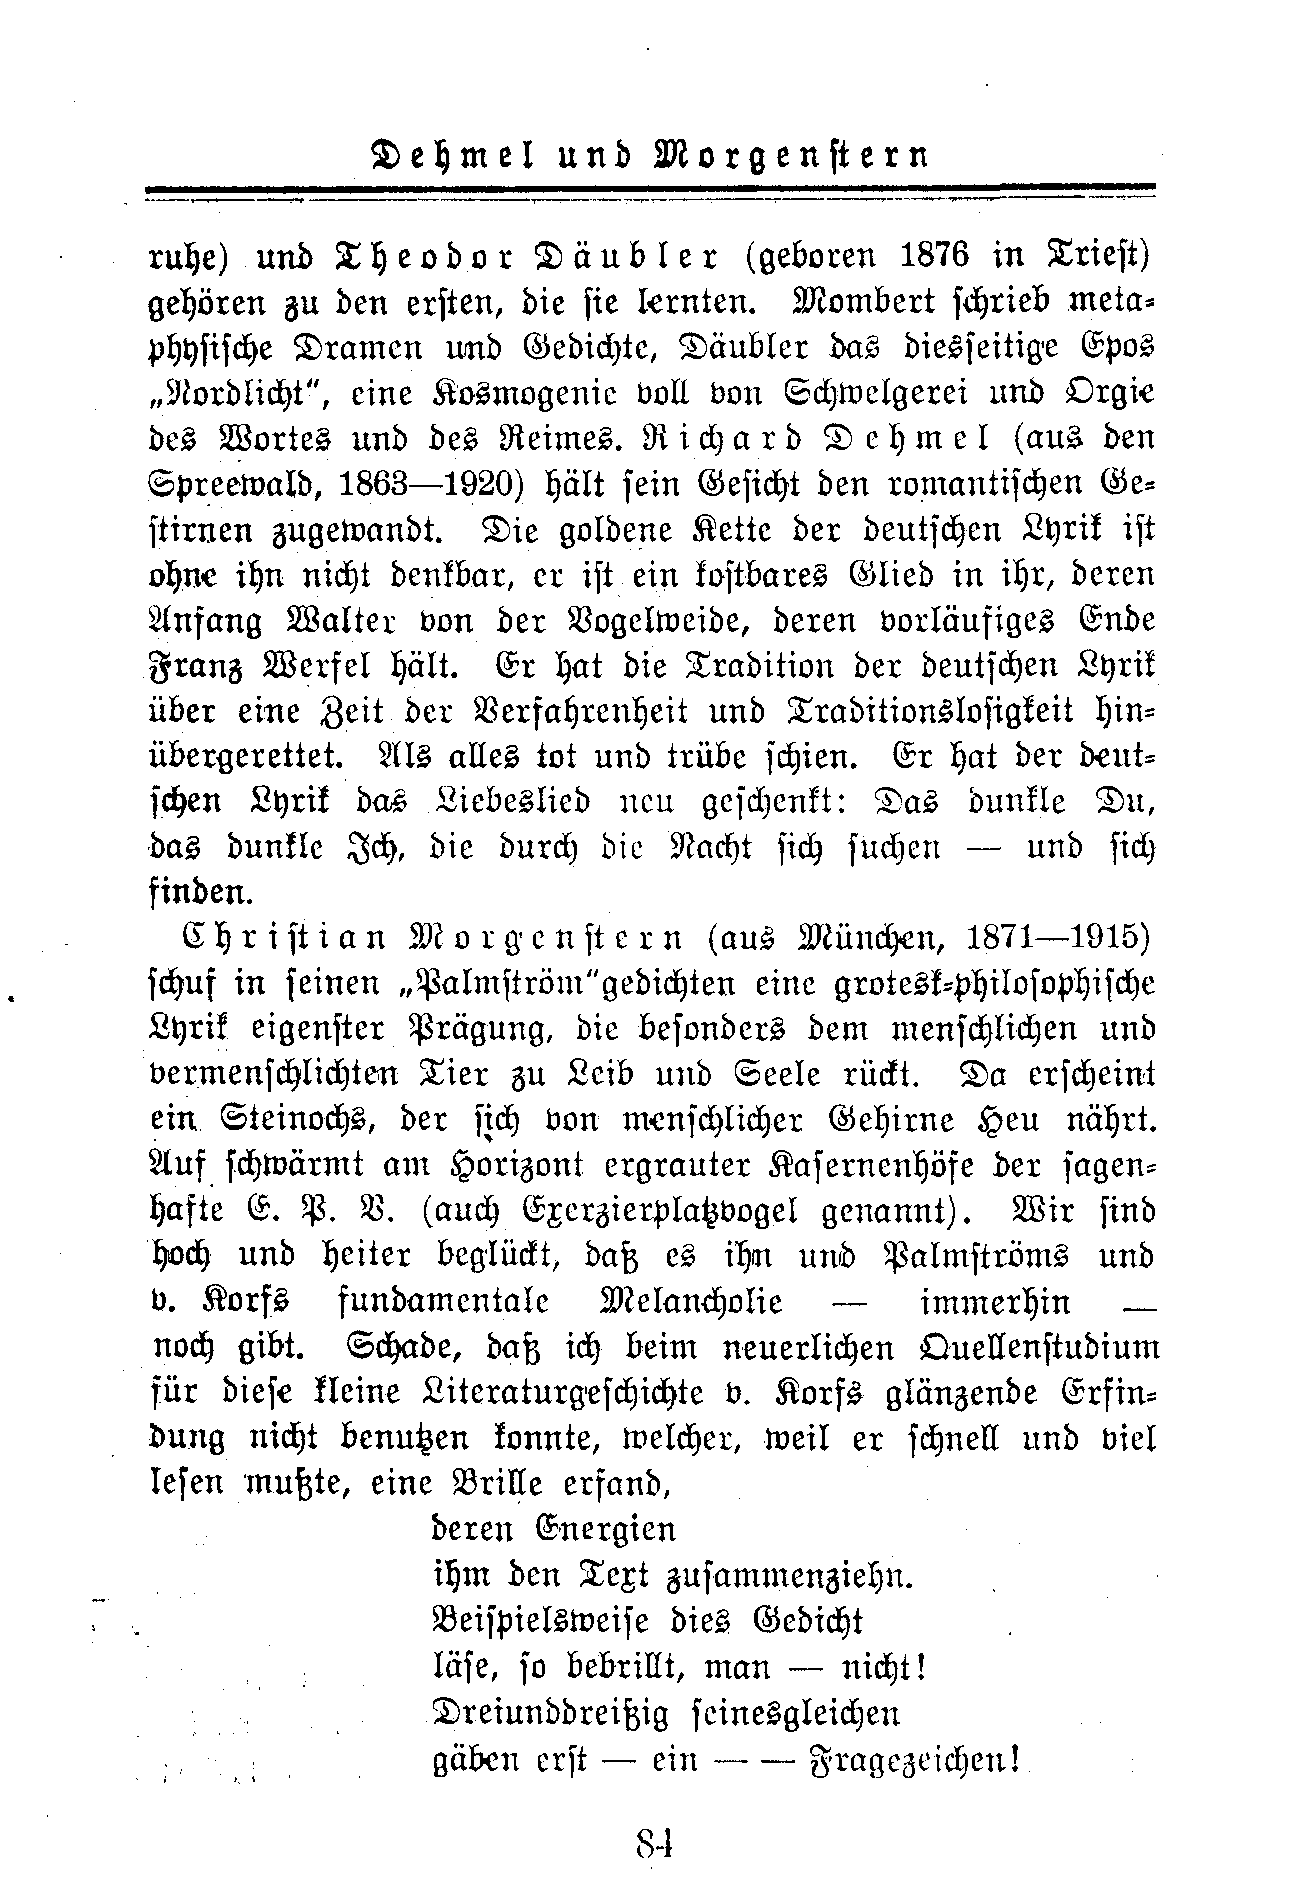 Dehmel und Morgenstern
ruhe) und Theodor Däubler (geboren 1876 in Triest)
gehören zu den ersten, die sie lernten. Mombert schrieb meta-
physische Dramen und Gedichte, Däubler das diesseitige Epos
„Nordlicht“, eine Kosmogenie voll von Schwelgerei und Orgie
des Wortes und des Reimes. Richard Dehmel (aus den
Spreewald, 1863—1920) hält sein Gesicht den romantischen Ge-
stirnen zugewandt. Die goldene Kette der deutschen Lyrik ist
ohne ihn nicht denkbar, er ist ein kostbares Glied in ihr, deren
Anfang Walter von der Vogelweide, deren vorläufiges Ende
Franz Werfel hält. Er hat die Tradition der deutschen Lyrik
über eine Zeit der Verfahrenheit und Traditionslosigkeit hin-
übergerettet. Als alles tot und trübe schien. Er hat der deut-
schen Lyrik das Liebeslied neu geschenkt: Das dunkle Du,
das dunkle Ich, die durch die Nacht sich suchen — und sich
finden.
Christian Morgenstern (aus München, 1871—1915)
schuf in seinen „Palmström“gedichten eine grotesk-philosophische
Lyrik eigenster Prägung, die besonders dem menschlichen und
vermenschlichten Tier zu Leib und Seele rückt. Da erscheint
ein Steinochs, der sich von menschlicher Gehirne Heu nährt.
Auf schwärmt am Horizont ergrauter Kasernenhöfe der sagen-
hafte E. P. V. (auch Exerzierplatzvogel genannt). Wir sind
hoch und heiter beglückt, daß es ihn und Palmströms und
v. Korfs fundamentale Melancholie — immerhin —
noch gibt. Schade, daß ich beim neuerlichen Quellenstudium
für diese kleine Literaturgeschichte v. Korfs glänzende Erfin-
dung nicht benutzen konnte, welcher, weil er schnell und viel
lesen mußte, eine Brille erfand,
deren Energien
ihm den Text zusammenziehn.
Beispielsweise dies Gedicht
läse, so bebrillt, man — nicht!
Dreiunddreißig seinesgleichen
gäben erst — ein — — Fragezeichen!
84